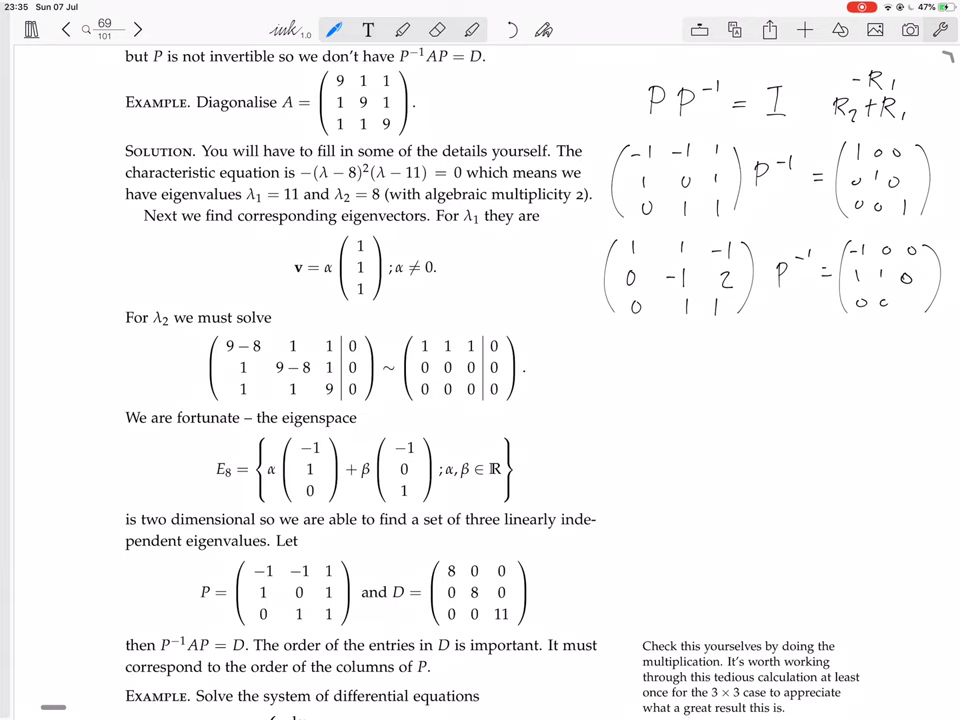 23:35 Sun 07 Jul
47%
69
101
ink 1.0
T
but P is not invertible so we don't have P⁻¹AP = D.
9 1 1
EXAMPLE. Diagonalise A = 1 9 1 .
1 1 9
SOLUTION. You will have to fill in some of the details yourself. The
characteristic equation is −(λ − 8)²(λ − 11) = 0 which means we
have eigenvalues λ₁ = 11 and λ₂ = 8 (with algebraic multiplicity 2).
Next we find corresponding eigenvectors. For λ₁ they are
1
v = α ( 1 ) ; α ≠ 0.
1
For λ₂ we must solve
( 9 − 8 1 1 | 0 ) ( 1 1 1 | 0 )
( 1 9 − 8 1 | 0 ) ~ ( 0 0 0 | 0 ) .
( 1 1 9 | 0 ) ( 0 0 0 | 0 )
We are fortunate – the eigenspace
−1 −1
E₈ = { α ( 1 ) + β ( 0 ) ; α, β ∈ ℝ }
0 1
is two dimensional so we are able to find a set of three linearly inde-
pendent eigenvalues. Let
−1 −1 1 8 0 0
P = ( 1 0 1 ) and D = ( 0 8 0 )
0 1 1 0 0 11
then P⁻¹AP = D. The order of the entries in D is important. It must
correspond to the order of the columns of P.
EXAMPLE. Solve the system of differential equations
P P⁻¹ = I
-R₁
R₂+R₁
-1 -1 1 1 0 0
( 1 0 1 ) P⁻¹ = ( 0 1 0 )
0 1 1 0 0 1
1 1 -1 -1 0 0
( 0 -1 2 ) P⁻¹ = ( 1 1 0 )
0 1 1 0 0
Check this yourselves by doing the
multiplication. It's worth working
through this tedious calculation at least
once for the 3 × 3 case to appreciate
what a great result this is.